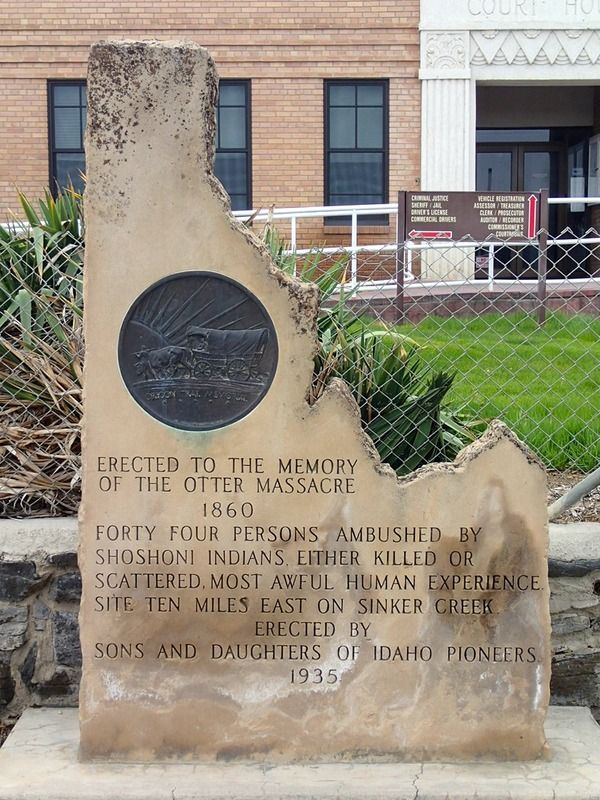 COURT HOU
CRIMINAL JUSTICE
SHERIFF / JAIL
DRIVER'S LICENSE
COMMERCIAL DRIVERS
VEHICLE REGISTRATION
ASSESSOR / TREASURER
CLERK / PROSECUTOR
AUDITOR / RECORDER
COMMISSIONER'S
COURTHOUSE
OREGON TRAIL MEMORIAL
ERECTED TO THE MEMORY
OF THE OTTER MASSACRE
1860
FORTY FOUR PERSONS AMBUSHED BY
SHOSHONI INDIANS, EITHER KILLED OR
SCATTERED, MOST AWFUL HUMAN EXPERIENCE.
SITE TEN MILES EAST ON SINKER CREEK.
ERECTED BY
SONS AND DAUGHTERS OF IDAHO PIONEERS.
1935